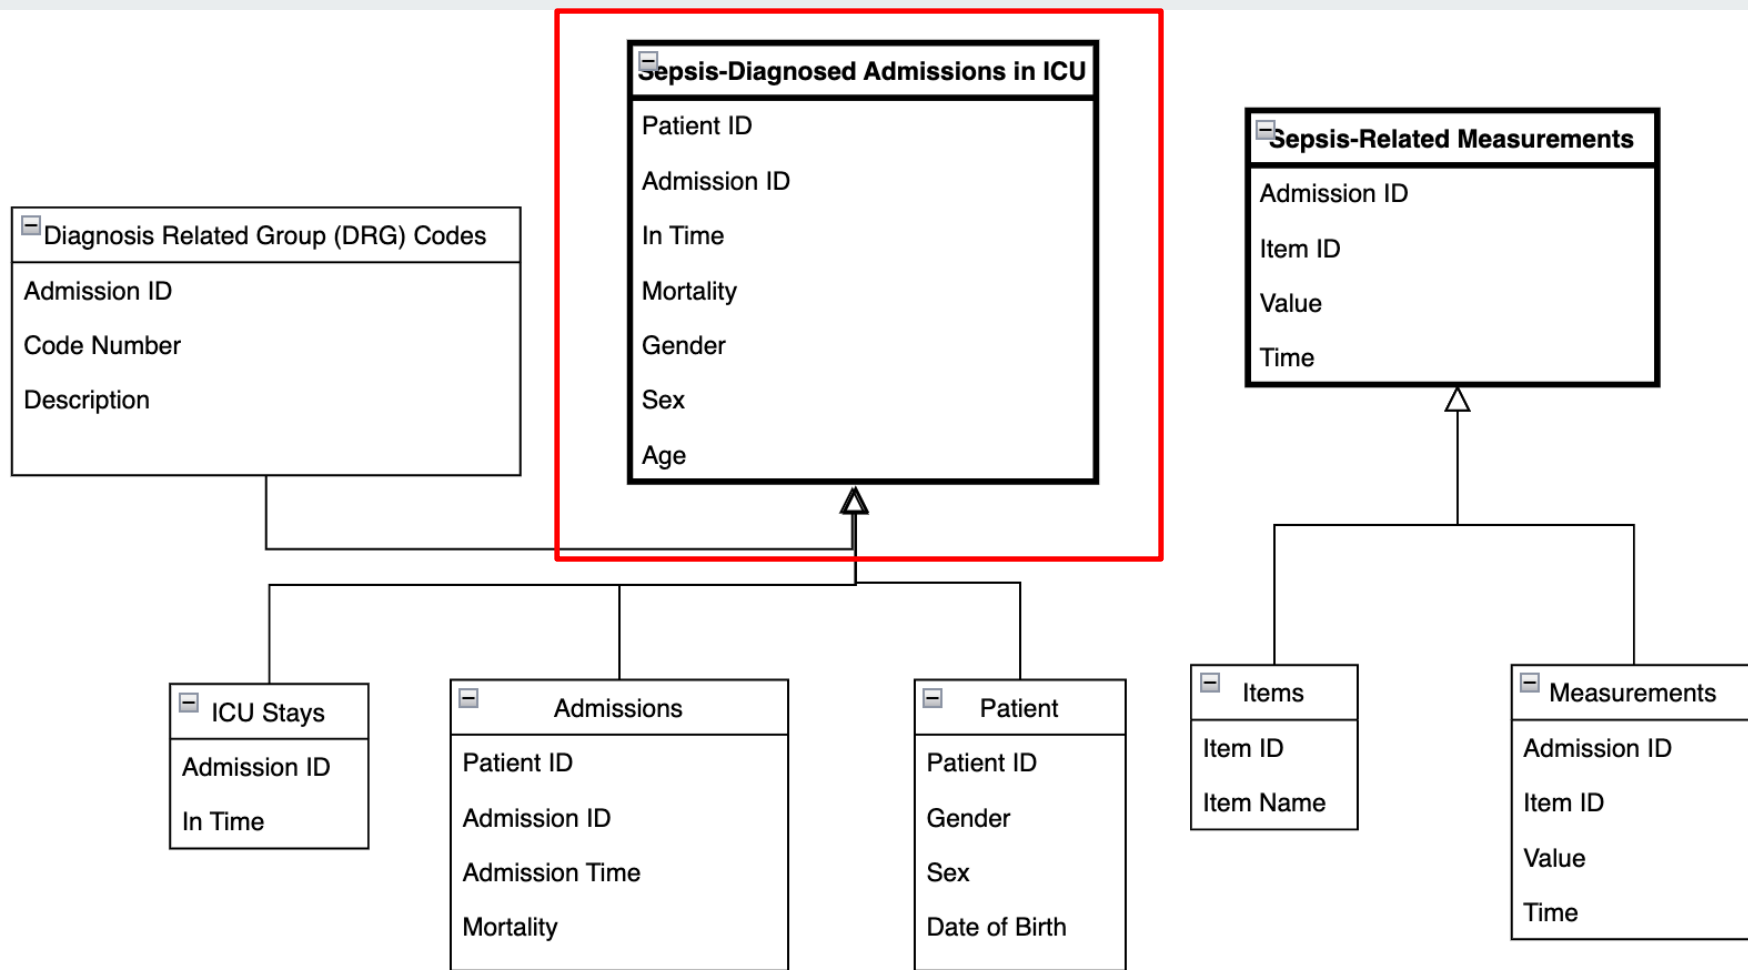 Sepsis-Diagnosed Admissions in ICU
Patient ID
Admission ID
In Time
Mortality
Gender
Sex
Age
Sepsis-Related Measurements
Admission ID
Item ID
Value
Time
Diagnosis Related Group (DRG) Codes
Admission ID
Code Number
Description
ICU Stays
Admission ID
In Time
Admissions
Patient ID
Admission ID
Admission Time
Mortality
Patient
Patient ID
Gender
Sex
Date of Birth
Items
Item ID
Item Name
Measurements
Admission ID
Item ID
Value
Time